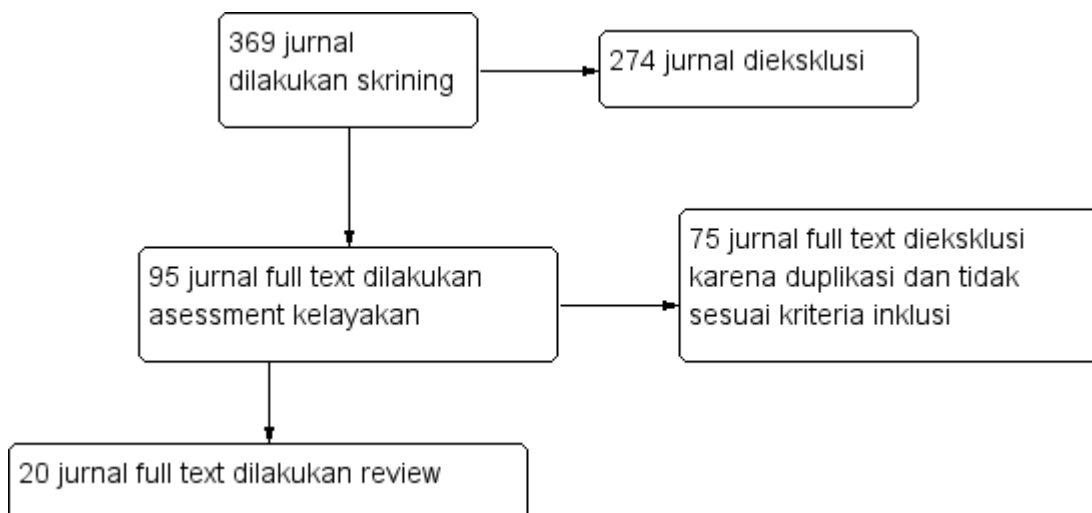 369 jurnal
dilakukan skrining
274 jurnal dieksklusi
95 jurnal full text dilakukan
asessment kelayakan
75 jurnal full text dieksklusi
karena duplikasi dan tidak
sesuai kriteria inklusi
20 jurnal full text dilakukan review